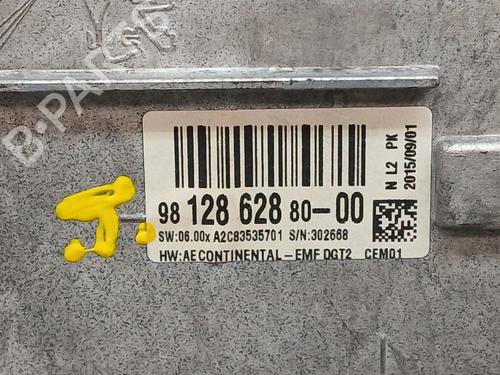 B-PARTS
98 128 628 80-00
SW:06.00x A2C83535701 S/N:302668
HW:AE CONTINENTAL-EMF DGT2 CEM01
N L2 PK
2015/09/01